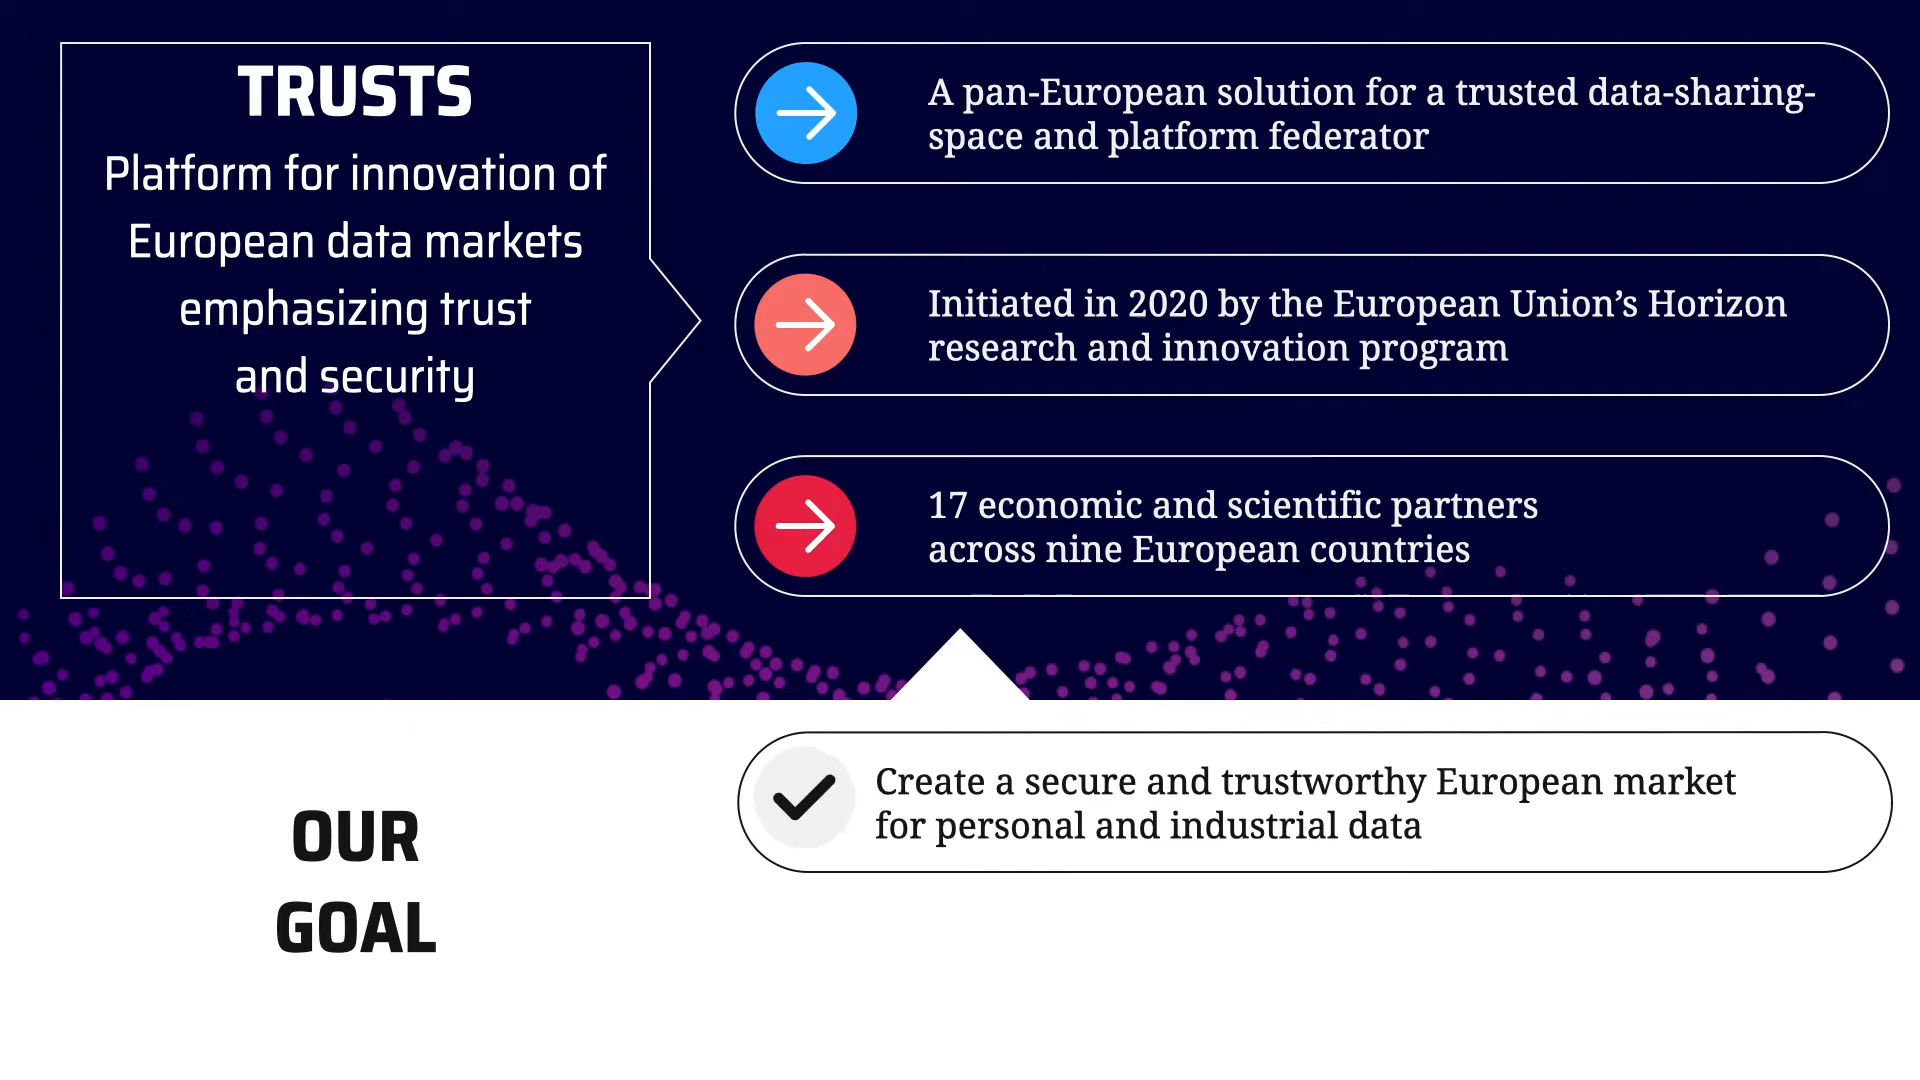 TRUSTS
Platform for innovation of
European data markets
emphasizing trust
and security
A pan-European solution for a trusted data-sharing-
space and platform federator
Initiated in 2020 by the European Union’s Horizon
research and innovation program
17 economic and scientific partners
across nine European countries
OUR
GOAL
Create a secure and trustworthy European market
for personal and industrial data